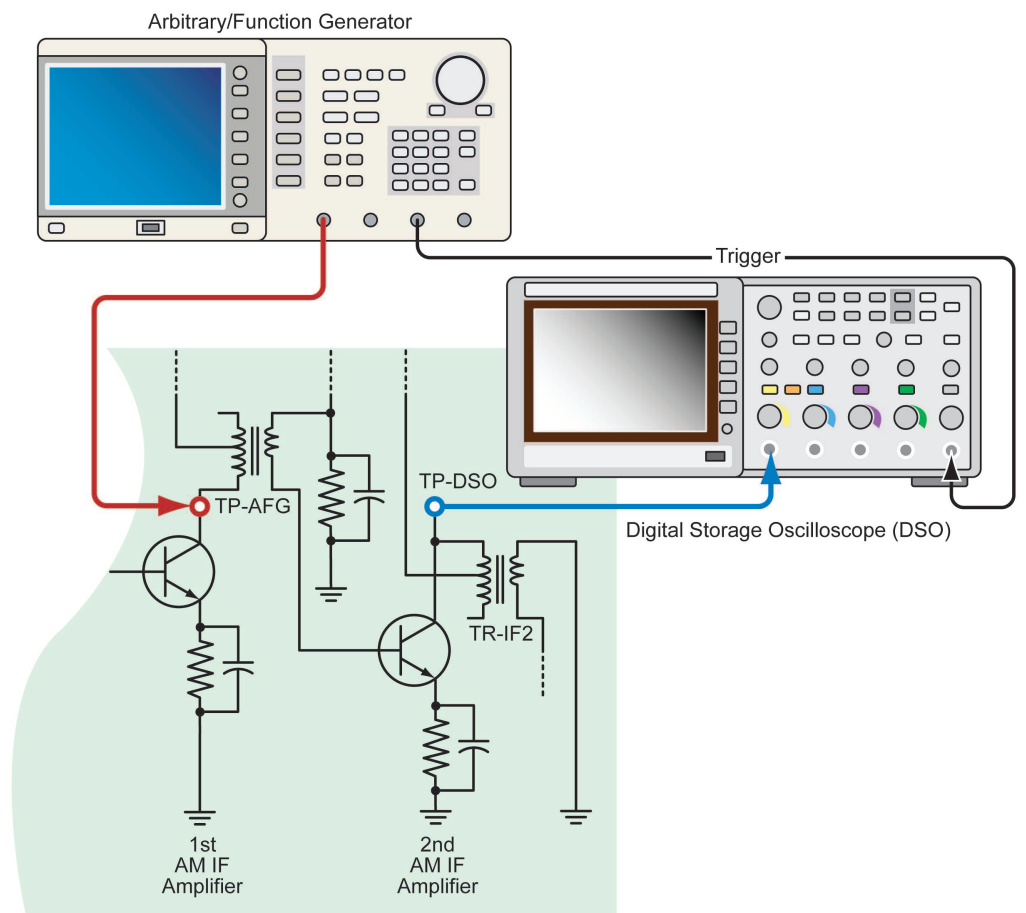 Arbitrary/Function Generator
Trigger
TP-AFG
TP-DSO
Digital Storage Oscilloscope (DSO)
TR-IF2
1st
AM IF
Amplifier
2nd
AM IF
Amplifier